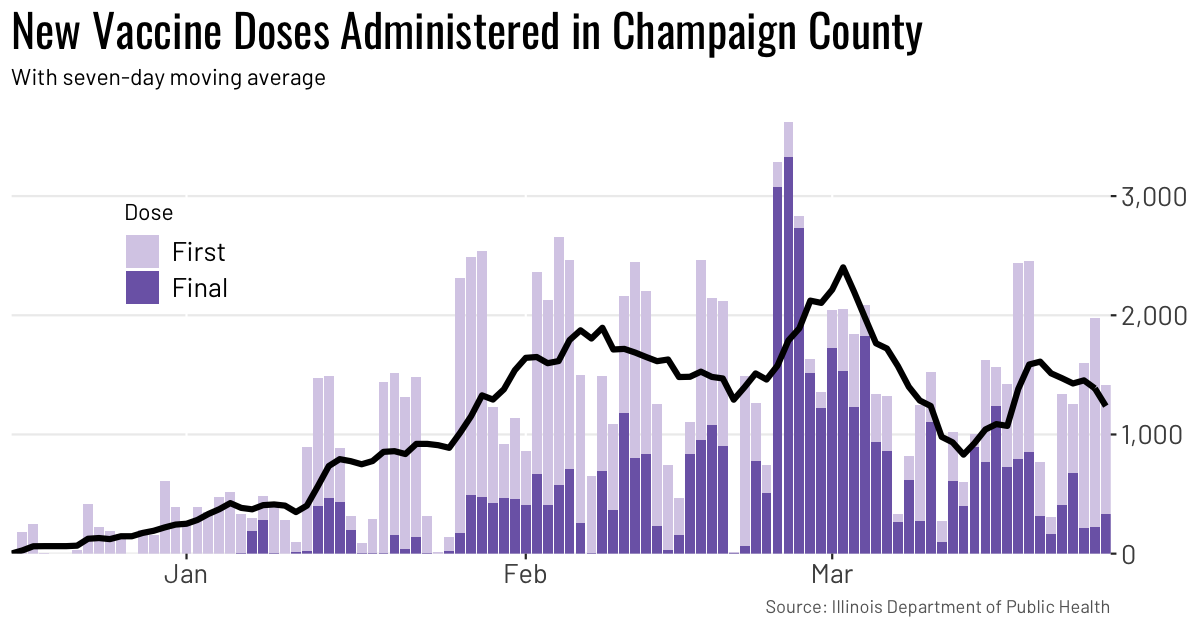 New Vaccine Doses Administered in Champaign County
With seven-day moving average
Dose
First
Final
3,000
2,000
1,000
0
Jan Feb Mar
Source: Illinois Department of Public Health